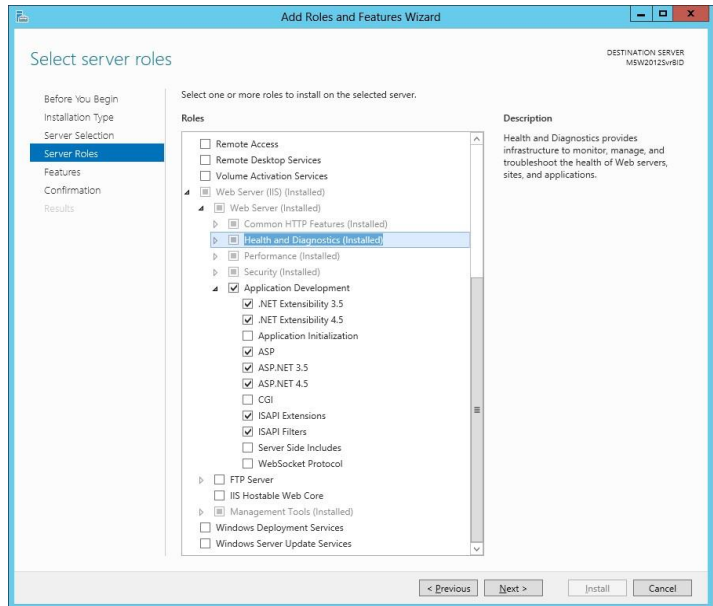 Add Roles and Features Wizard
Select server roles
DESTINATION SERVER
MSW2012SvrBID
Before You Begin
Installation Type
Server Selection
Server Roles
Features
Confirmation
Results
Select one or more roles to install on the selected server.
Roles
Remote Access
Remote Desktop Services
Volume Activation Services
Web Server (IIS) (Installed)
Web Server (Installed)
Common HTTP Features (Installed)
Health and Diagnostics (Installed)
Performance (Installed)
Security (Installed)
Application Development
.NET Extensibility 3.5
.NET Extensibility 4.5
Application Initialization
ASP
ASP.NET 3.5
ASP.NET 4.5
CGI
ISAPI Extensions
ISAPI Filters
Server Side Includes
WebSocket Protocol
FTP Server
IIS Hostable Web Core
Management Tools (Installed)
Windows Deployment Services
Windows Server Update Services
Description
Health and Diagnostics provides
infrastructure to monitor, manage, and
troubleshoot the health of Web servers,
sites, and applications.
< Previous
Next >
Install
Cancel